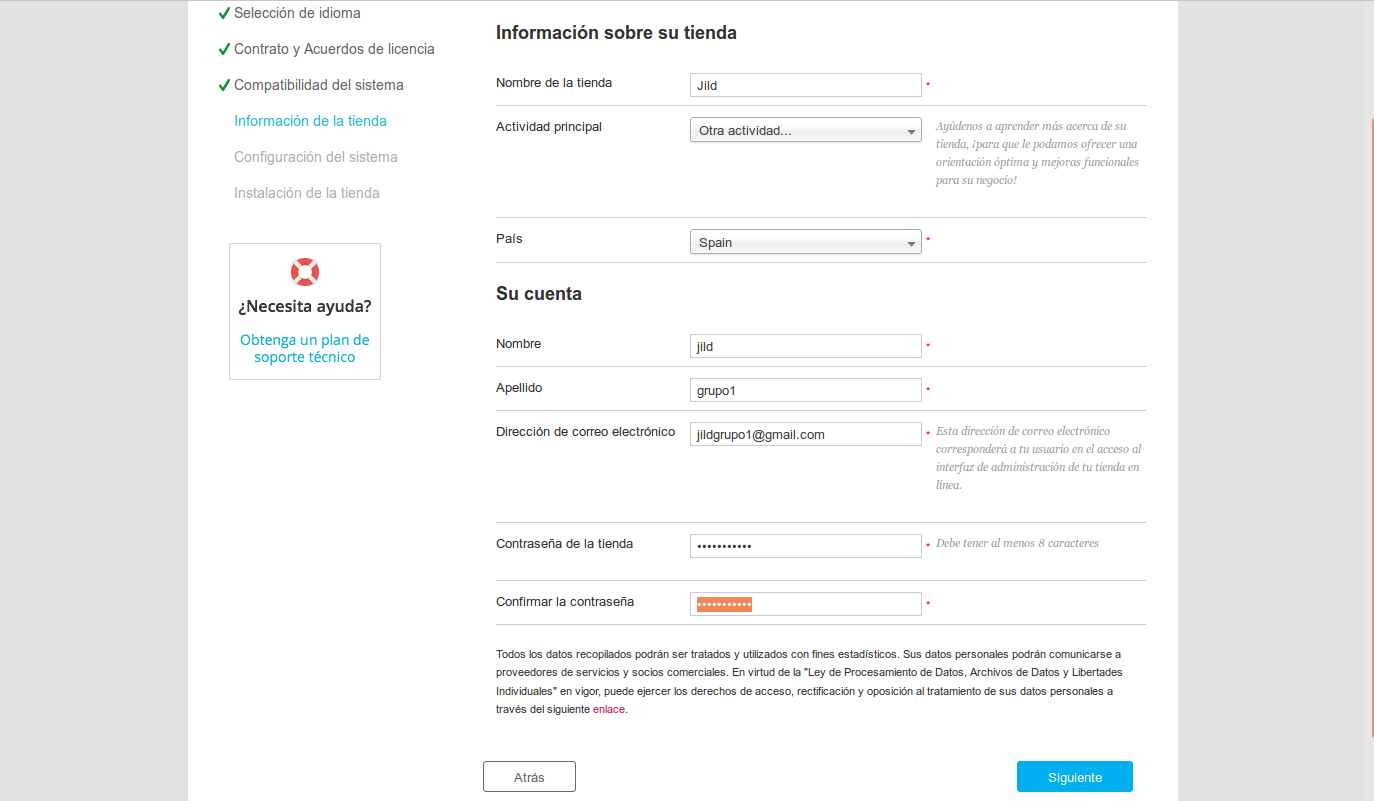 Selección de idioma
Contrato y Acuerdos de licencia
Compatibilidad del sistema
Información de la tienda
Configuración del sistema
Instalación de la tienda
¿Necesita ayuda?
Obtenga un plan de
soporte técnico
Información sobre su tienda
Nombre de la tienda Jild *
Actividad principal Otra actividad...
Ayúdenos a aprender más acerca de su
tienda, ¡para que le podamos ofrecer una
orientación óptima y mejoras funcionales
para su negocio!
País Spain *
Su cuenta
Nombre jild *
Apellido grupo1 *
Dirección de correo electrónico jildgrupo1@gmail.com *
Esta dirección de correo electrónico
corresponderá a tu usuario en el acceso al
interfaz de administración de tu tienda en
línea.
Contraseña de la tienda ••••••••••• * Debe tener al menos 8 caracteres
Confirmar la contraseña ••••••••••• *
Todos los datos recopilados podrán ser tratados y utilizados con fines estadísticos. Sus datos personales podrán comunicarse a
proveedores de servicios y socios comerciales. En virtud de la "Ley de Procesamiento de Datos, Archivos de Datos y Libertades
Individuales" en vigor, puede ejercer los derechos de acceso, rectificación y oposición al tratamiento de sus datos personales a
través del siguiente enlace.
Atrás
Siguiente